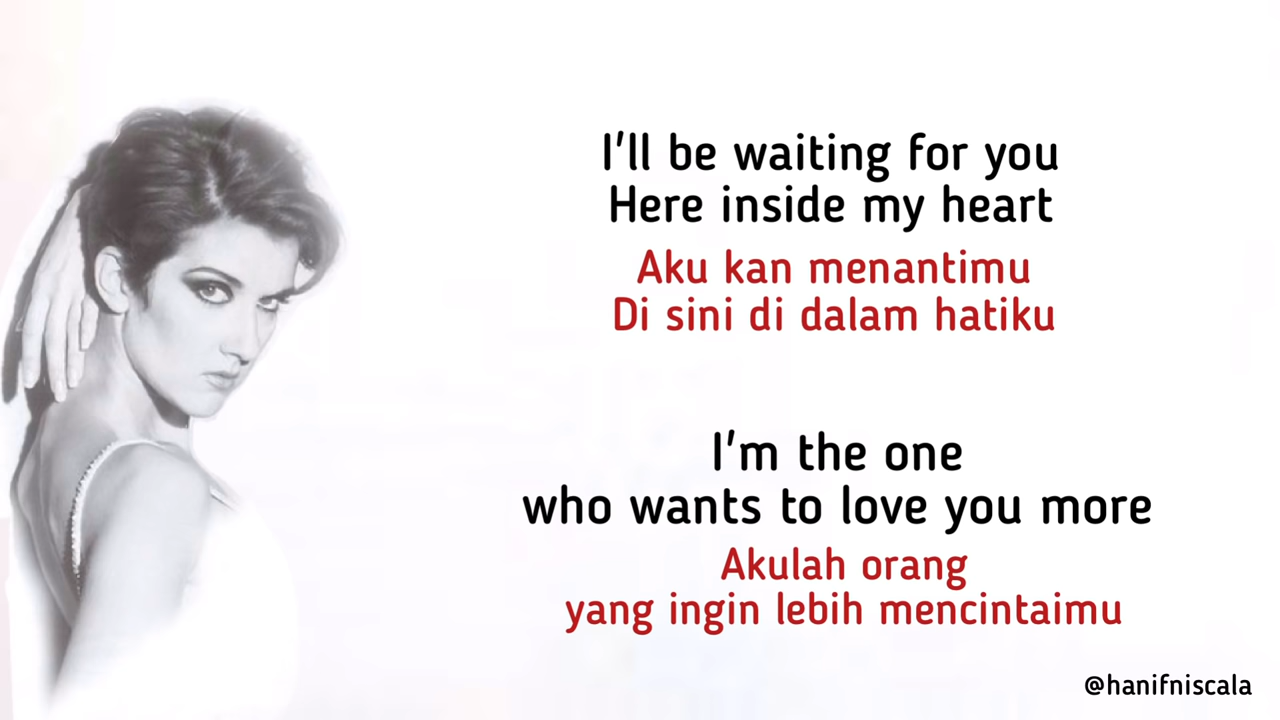 I'll be waiting for you
Here inside my heart
Aku kan menantimu
Di sini di dalam hatiku
I'm the one
who wants to love you more
Akulah orang
yang ingin lebih mencintaimu
@hanifniscala